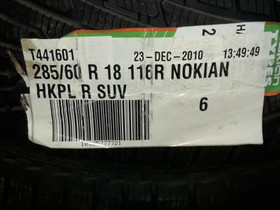 2
H
T441601 23-DEC-2010 13:49:49
285/60 R 18 116R NOKIAN
HKPL R SUV
6